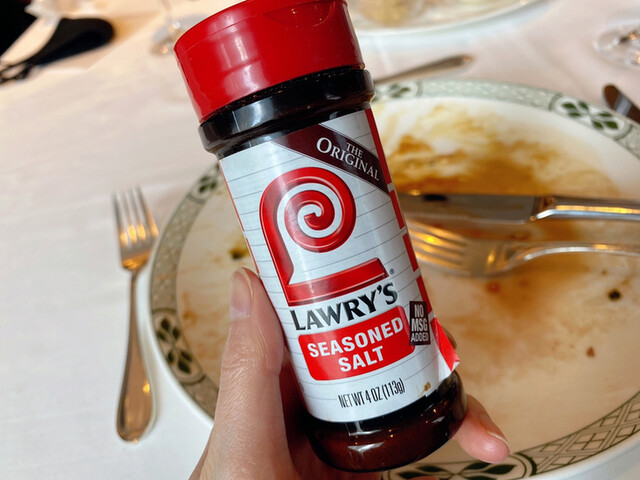 THE
ORIGINAL
LAWRY'S®
SEASONED
SALT
NO
MSG
ADDED
NET WT 4 OZ (113g)